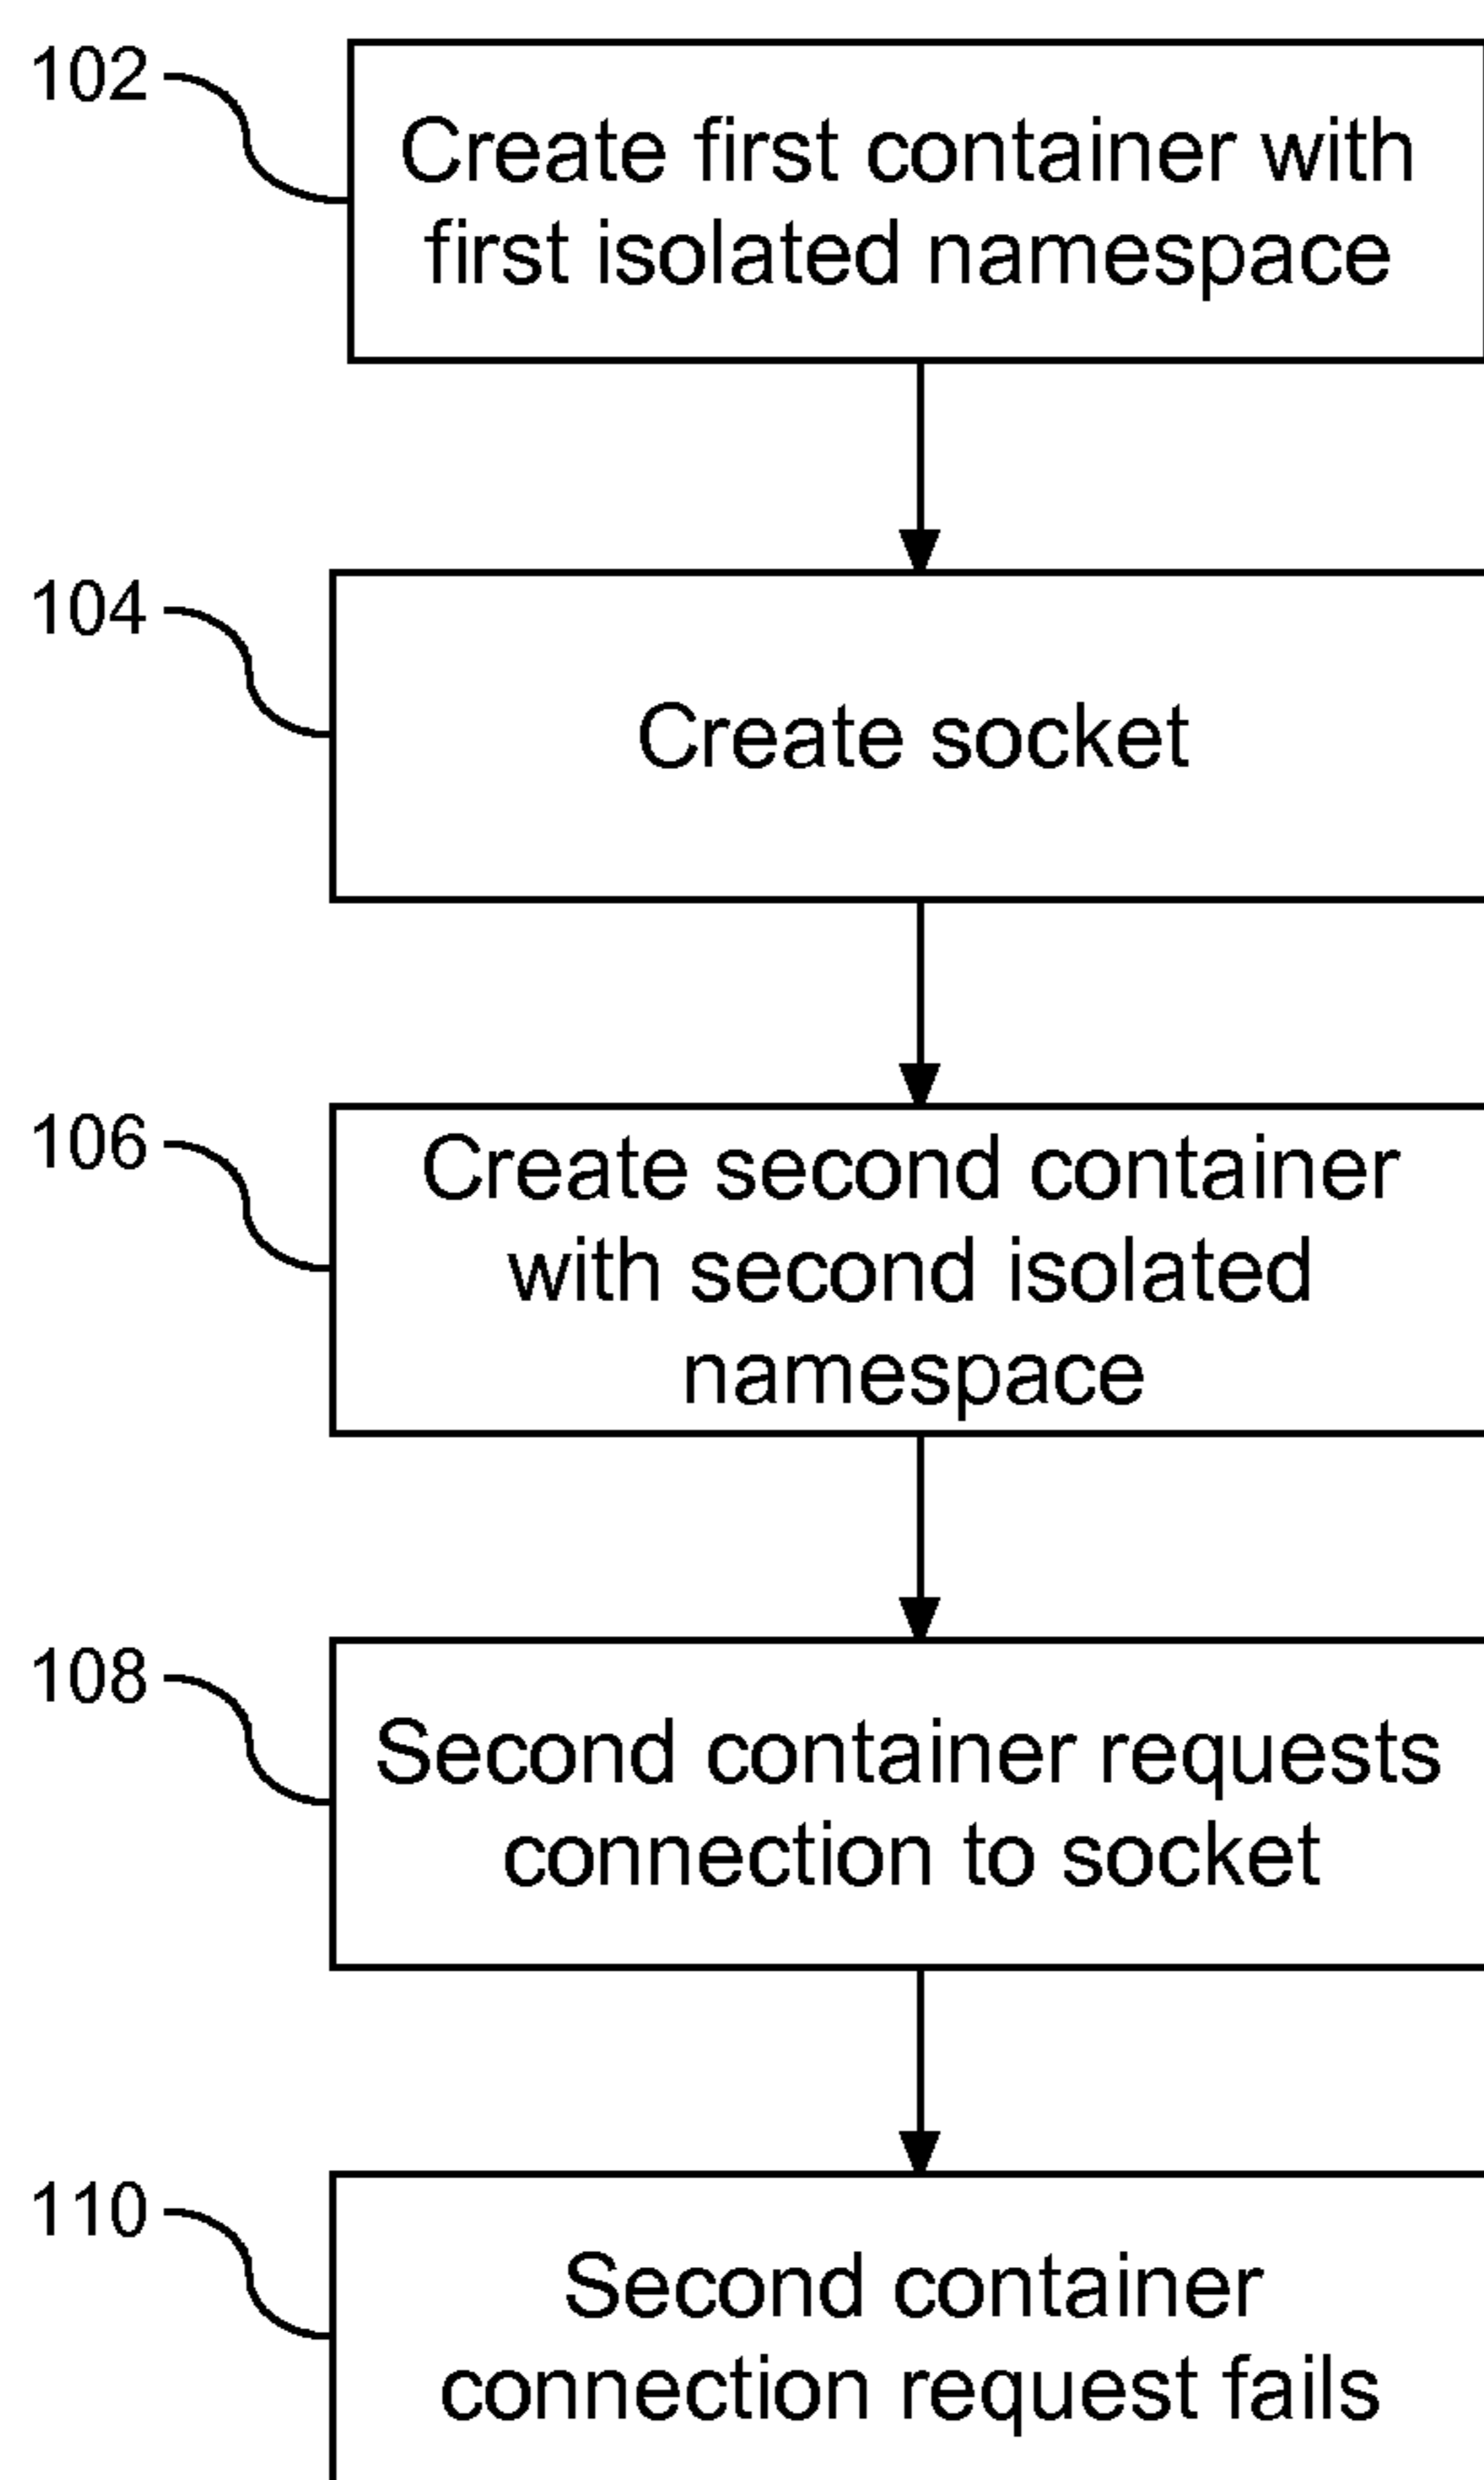 102
Create first container with
first isolated namespace
104
Create socket
106
Create second container
with second isolated
namespace
108
Second container requests
connection to socket
110
Second container
connection request fails